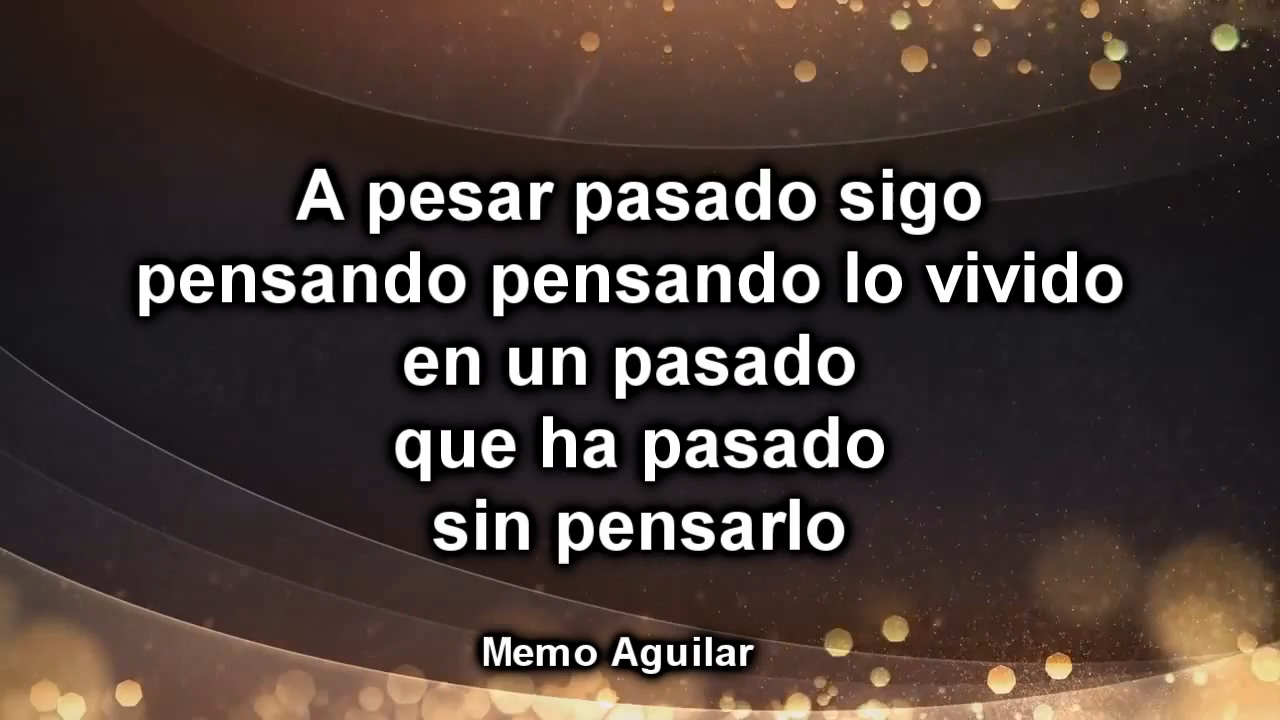 A pesar pasado sigo
pensando pensando lo vivido
en un pasado
que ha pasado
sin pensarlo
Memo Aguilar